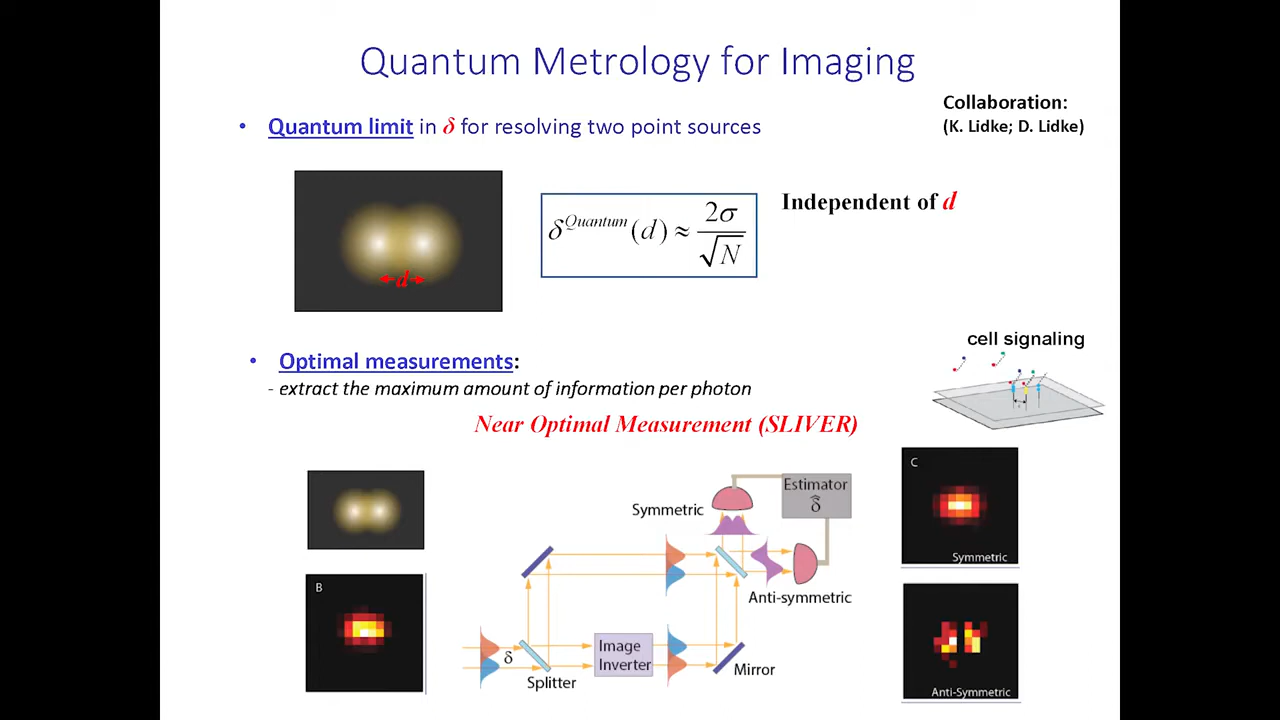 Quantum Metrology for Imaging
Collaboration:
(K. Lidke; D. Lidke)
• Quantum limit in δ for resolving two point sources
d
δ^Quantum (d) ≈ 2σ / √N
Independent of d
cell signaling
• Optimal measurements:
- extract the maximum amount of information per photon
Near Optimal Measurement (SLIVER)
Symmetric
Estimator
δ̂
Anti-symmetric
δ
Splitter
Image
Inverter
Mirror
B
C
Symmetric
Anti-Symmetric